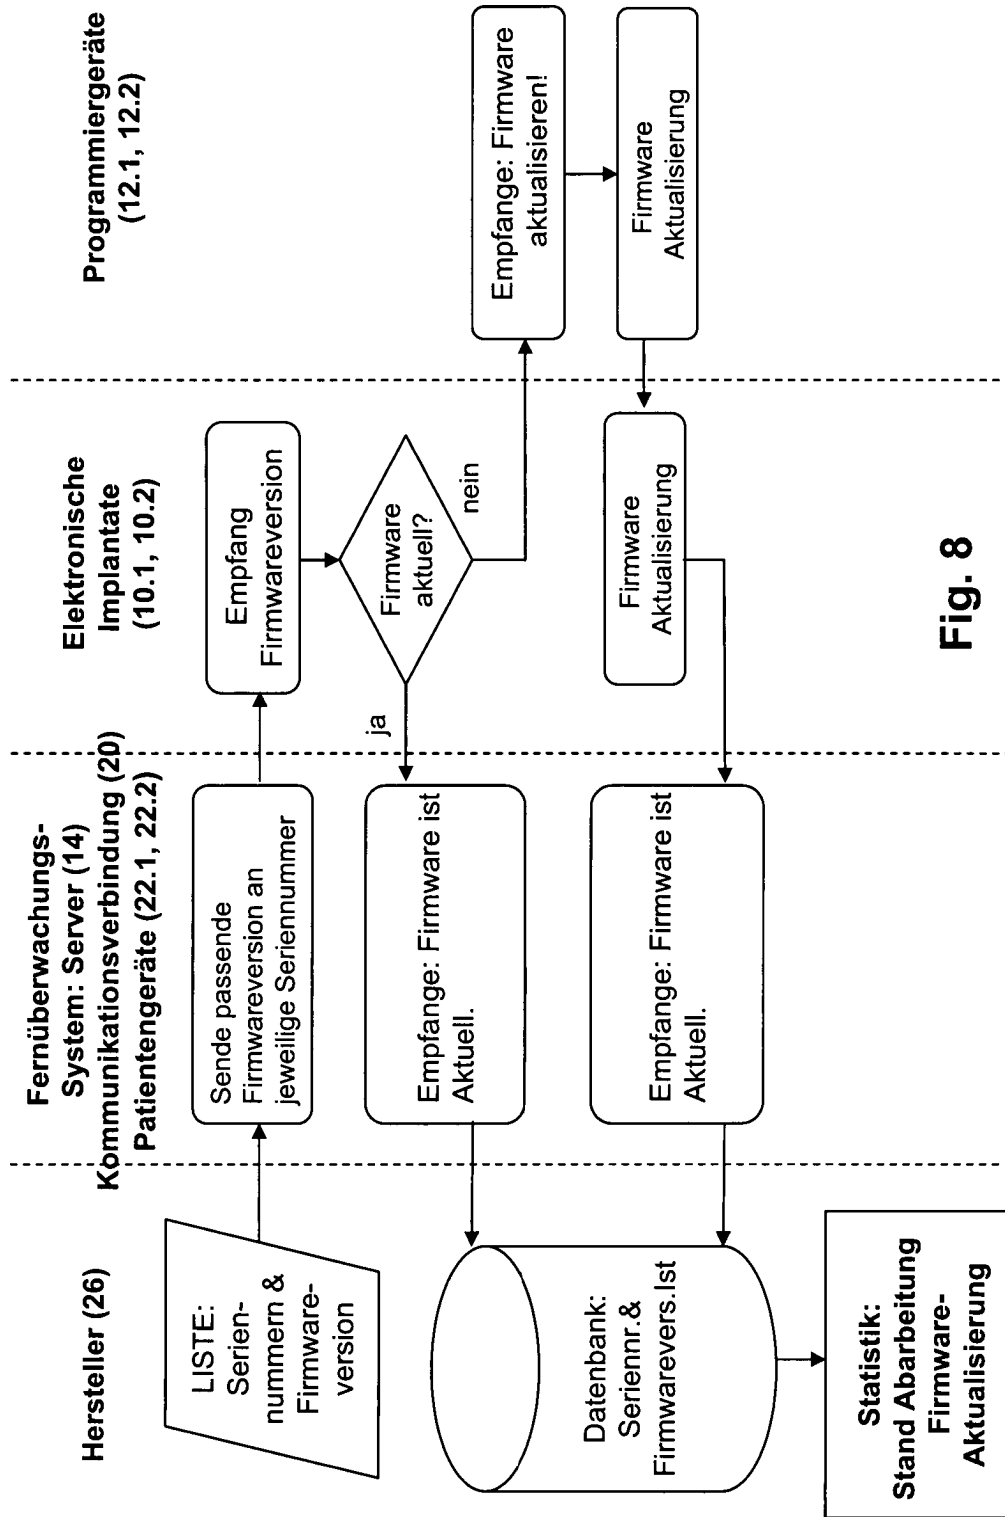 Hersteller (26)
LISTE:
Serien-
nummern &
Firmware-
version
Datenbank:
Seriennr.&
Firmwarevers.Ist
Statistik:
Stand Abarbeitung
Firmware-
Aktualisierung
Fernüberwachungs-
System: Server (14)
Kommunikationsverbindung (20)
Patientengeräte (22.1, 22.2)
Sende passende
Firmwareversion an
jeweilige Seriennummer
Empfange: Firmware ist
Aktuell.
Empfange: Firmware ist
Aktuell.
Elektronische
Implantate
(10.1, 10.2)
Empfang
Firmwareversion
Firmware
aktuell?
ja
nein
Firmware
Aktualisierung
Programmiergeräte
(12.1, 12.2)
Empfange: Firmware
aktualisieren!
Firmware
Aktualisierung
Fig. 8